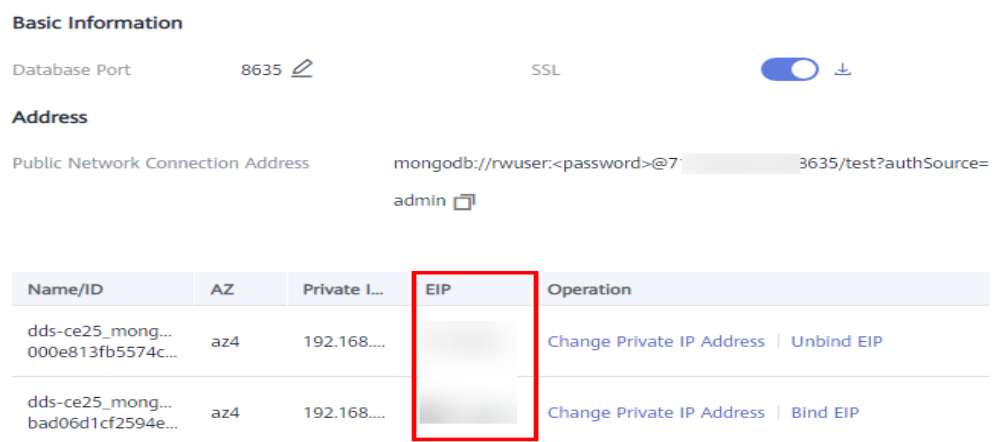 Basic Information
Database Port 8635 SSL
Address
Public Network Connection Address mongodb://rwuser:<password>@7 8635/test?authSource=
admin
Name/ID AZ Private I... EIP Operation
dds-ce25_mong...
000e813fb5574c... az4 192.168.... Change Private IP Address | Unbind EIP
dds-ce25_mong...
bad06d1cf2594e... az4 192.168.... Change Private IP Address | Bind EIP